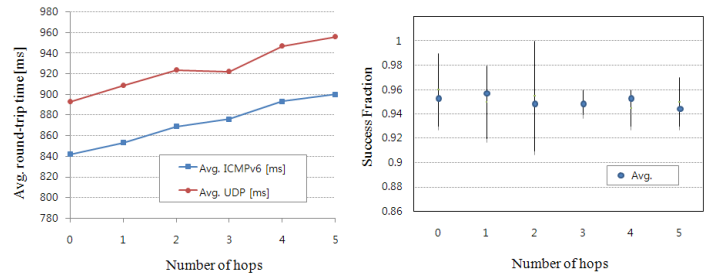 Avg. round-trip time [ms]
980
960
940
920
900
880
860
840
820
800
780
0 1 2 3 4 5
Number of hops
Avg. ICMPv6 [ms]
Avg. UDP [ms]
Success Fraction
1
0.98
0.96
0.94
0.92
0.9
0.88
0.86
0 1 2 3 4 5
Number of hops
Avg.